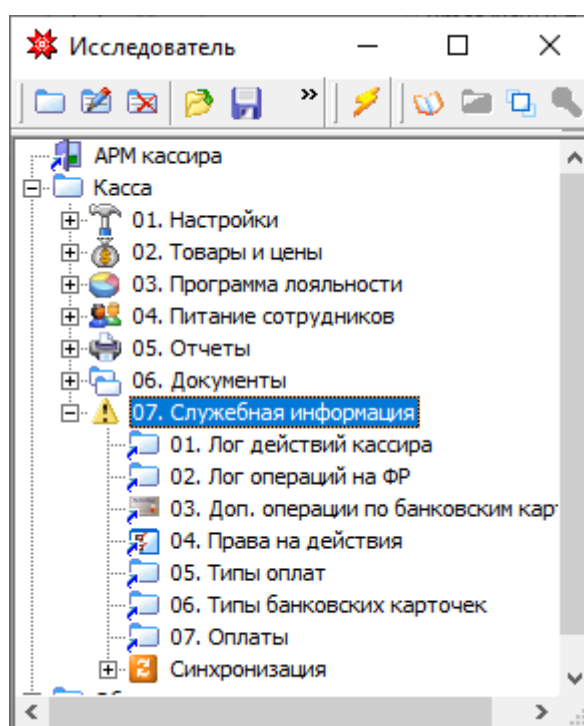 Исследователь
АРМ кассира
Касса
01. Настройки
02. Товары и цены
03. Программа лояльности
04. Питание сотрудников
05. Отчеты
06. Документы
07. Служебная информация
01. Лог действий кассира
02. Лог операций на ФР
03. Доп. операции по банковским кар
04. Права на действия
05. Типы оплат
06. Типы банковских карточек
07. Оплаты
Синхронизация